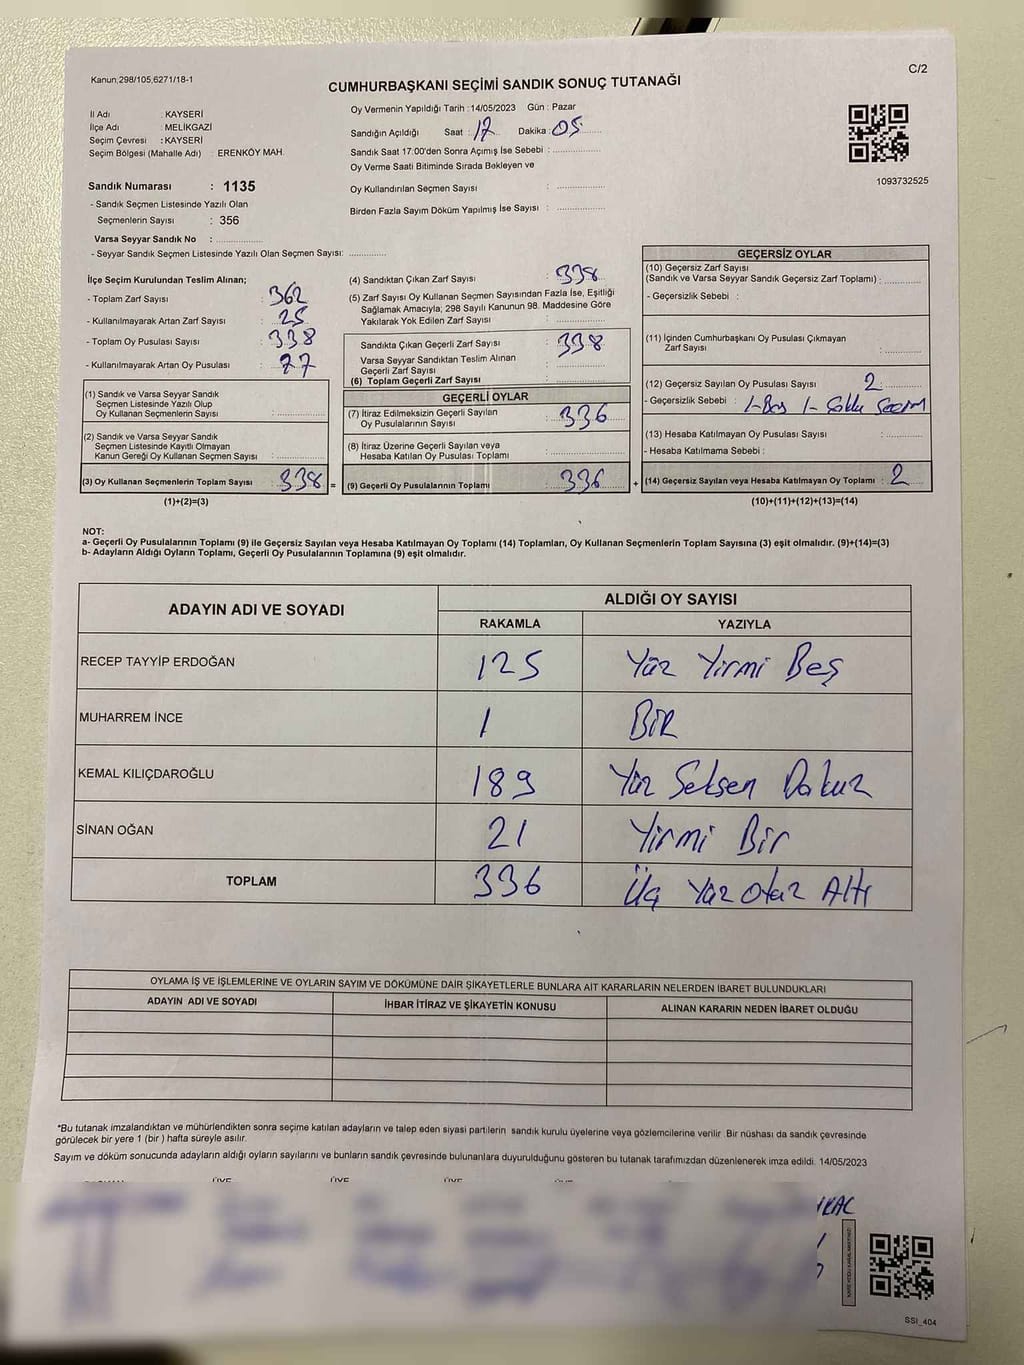 Kanun;298/105,6271/18-1
C/2
CUMHURBAŞKANI SEÇİMİ SANDIK SONUÇ TUTANAĞI
İl Adı : KAYSERİ
İlçe Adı : MELİKGAZİ
Seçim Çevresi : KAYSERİ
Seçim Bölgesi (Mahalle Adı) : ERENKÖY MAH.
Sandık Numarası : 1135
- Sandık Seçmen Listesinde Yazılı Olan
Seçmenlerin Sayısı : 356
Varsa Seyyar Sandık No :
- Seyyar Sandık Seçmen Listesinde Yazılı Olan Seçmen Sayısı:
Oy Vermenin Yapıldığı Tarih :14/05/2023 Gün : Pazar
Sandığın Açıldığı Saat : 17 Dakika : 05
Sandık Saat 17:00'den Sonra Açımış İse Sebebi :
Oy Verme Saati Bitiminde Sırada Bekleyen ve
Oy Kullandırılan Seçmen Sayısı :
Birden Fazla Sayım Döküm Yapılmış İse Sayısı :
1093732525
İlçe Seçim Kurulundan Teslim Alınan;
- Toplam Zarf Sayısı : 362
- Kullanılmayarak Artan Zarf Sayısı : 25
- Toplam Oy Pusulası Sayısı : 338
- Kullanılmayarak Artan Oy Pusulası : 27
(1) Sandık ve Varsa Seyyar Sandık
Seçmen Listesinde Yazılı Olup
Oy Kullanan Seçmenlerin Sayısı :
(2) Sandık ve Varsa Seyyar Sandık
Seçmen Listesinde Kayıtlı Olmayan
Kanun Gereği Oy Kullanan Seçmen Sayısı :
(3) Oy Kullanan Seçmenlerin Toplam Sayısı : 338 =
(1)+(2)=(3)
(4) Sandıktan Çıkan Zarf Sayısı : 338
(5) Zarf Sayısı Oy Kullanan Seçmen Sayısından Fazla İse, Eşitliği
Sağlamak Amacıyla; 298 Sayılı Kanunun 98. Maddesine Göre
Yakılarak Yok Edilen Zarf Sayısı :
Sandıkta Çıkan Geçerli Zarf Sayısı : 338
Varsa Seyyar Sandıktan Teslim Alınan
Geçerli Zarf Sayısı :
(6) Toplam Geçerli Zarf Sayısı :
GEÇERLİ OYLAR
(7) İtiraz Edilmeksizin Geçerli Sayılan
Oy Pusulalarının Sayısı : 336
(8) İtiraz Üzerine Geçerli Sayılan veya
Hesaba Katılan Oy Pusulası Toplamı :
(9) Geçerli Oy Pusulalarının Toplamı : 336 +
GEÇERSİZ OYLAR
(10) Geçersiz Zarf Sayısı
(Sandık ve Varsa Seyyar Sandık Geçersiz Zarf Toplamı) :
- Geçersizlik Sebebi :
(11) İçinden Cumhurbaşkanı Oy Pusulası Çıkmayan
Zarf Sayısı :
(12) Geçersiz Sayılan Oy Pusulası Sayısı : 2
- Geçersizlik Sebebi : 1-Boş 1- Çoklu Seçim
(13) Hesaba Katılmayan Oy Pusulası Sayısı :
- Hesaba Katılmama Sebebi :
(14) Geçersiz Sayılan veya Hesaba Katılmayan Oy Toplamı : 2
(10)+(11)+(12)+(13)=(14)
NOT:
a- Geçerli Oy Pusulalarının Toplamı (9) ile Geçersiz Sayılan veya Hesaba Katılmayan Oy Toplamı (14) Toplamları, Oy Kullanan Seçmenlerin Toplam Sayısına (3) eşit olmalıdır. (9)+(14)=(3)
b- Adayların Aldığı Oyların Toplamı, Geçerli Oy Pusulalarının Toplamına (9) eşit olmalıdır.
ADAYIN ADI VE SOYADI
ALDIĞI OY SAYISI
RAKAMLA YAZIYLA
RECEP TAYYİP ERDOĞAN 125 Yüz Yirmi Beş
MUHARREM İNCE 1 BİR
KEMAL KILIÇDAROĞLU 189 Yüz Seksen Dokuz
SİNAN OĞAN 21 Yirmi Bir
TOPLAM 336 Üç Yüz Otuz Altı
OYLAMA İŞ VE İŞLEMLERİNE VE OYLARIN SAYIM VE DÖKÜMÜNE DAİR ŞİKAYETLERLE BUNLARA AİT KARARLARIN NELERDEN İBARET BULUNDUKLARI
ADAYIN ADI VE SOYADI İHBAR İTİRAZ VE ŞİKAYETİN KONUSU ALINAN KARARIN NEDEN İBARET OLDUĞU
*Bu tutanak imzalandıktan ve mühürlendikten sonra seçime katılan adayların ve talep eden siyasi partilerin sandık kurulu üyelerine veya gözlemcilerine verilir. Bir nüshası da sandık çevresinde
görülecek bir yere 1 (bir ) hafta süreyle asılır.
Sayım ve döküm sonucunda adayların aldığı oyların sayılarını ve bunların sandık çevresinde bulunanlara duyurulduğunu gösteren bu tutanak tarafımızdan düzenlenerek imza edildi. 14/05/2023
ÜYE ÜYE ÜYE
SSI_404